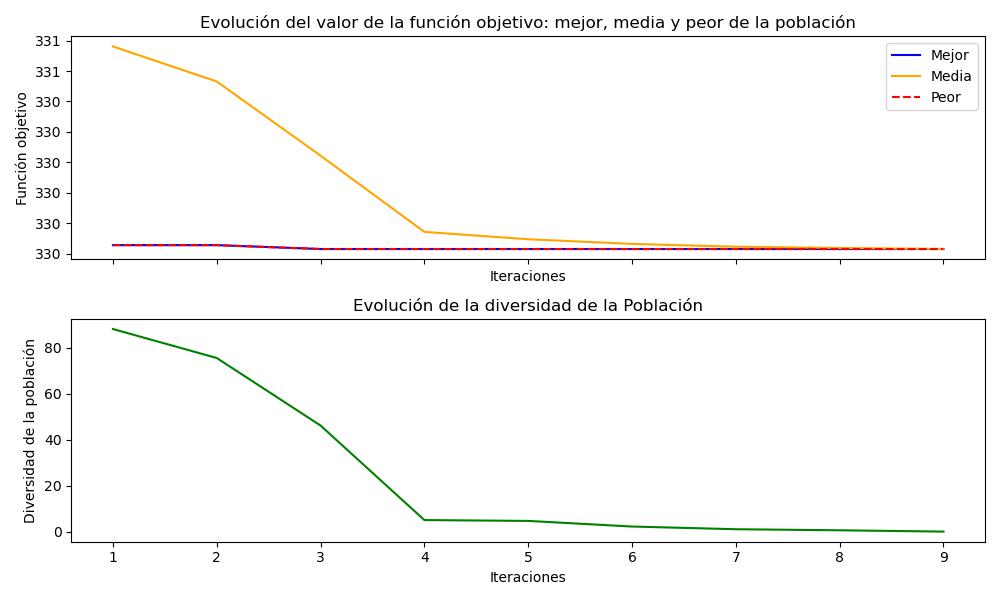 Evolución del valor de la función objetivo: mejor, media y peor de la población
Función objetivo
331
331
330
330
330
330
330
330
Mejor
Media
Peor
Iteraciones
Evolución de la diversidad de la Población
Diversidad de la población
80
60
40
20
0
1 2 3 4 5 6 7 8 9
Iteraciones